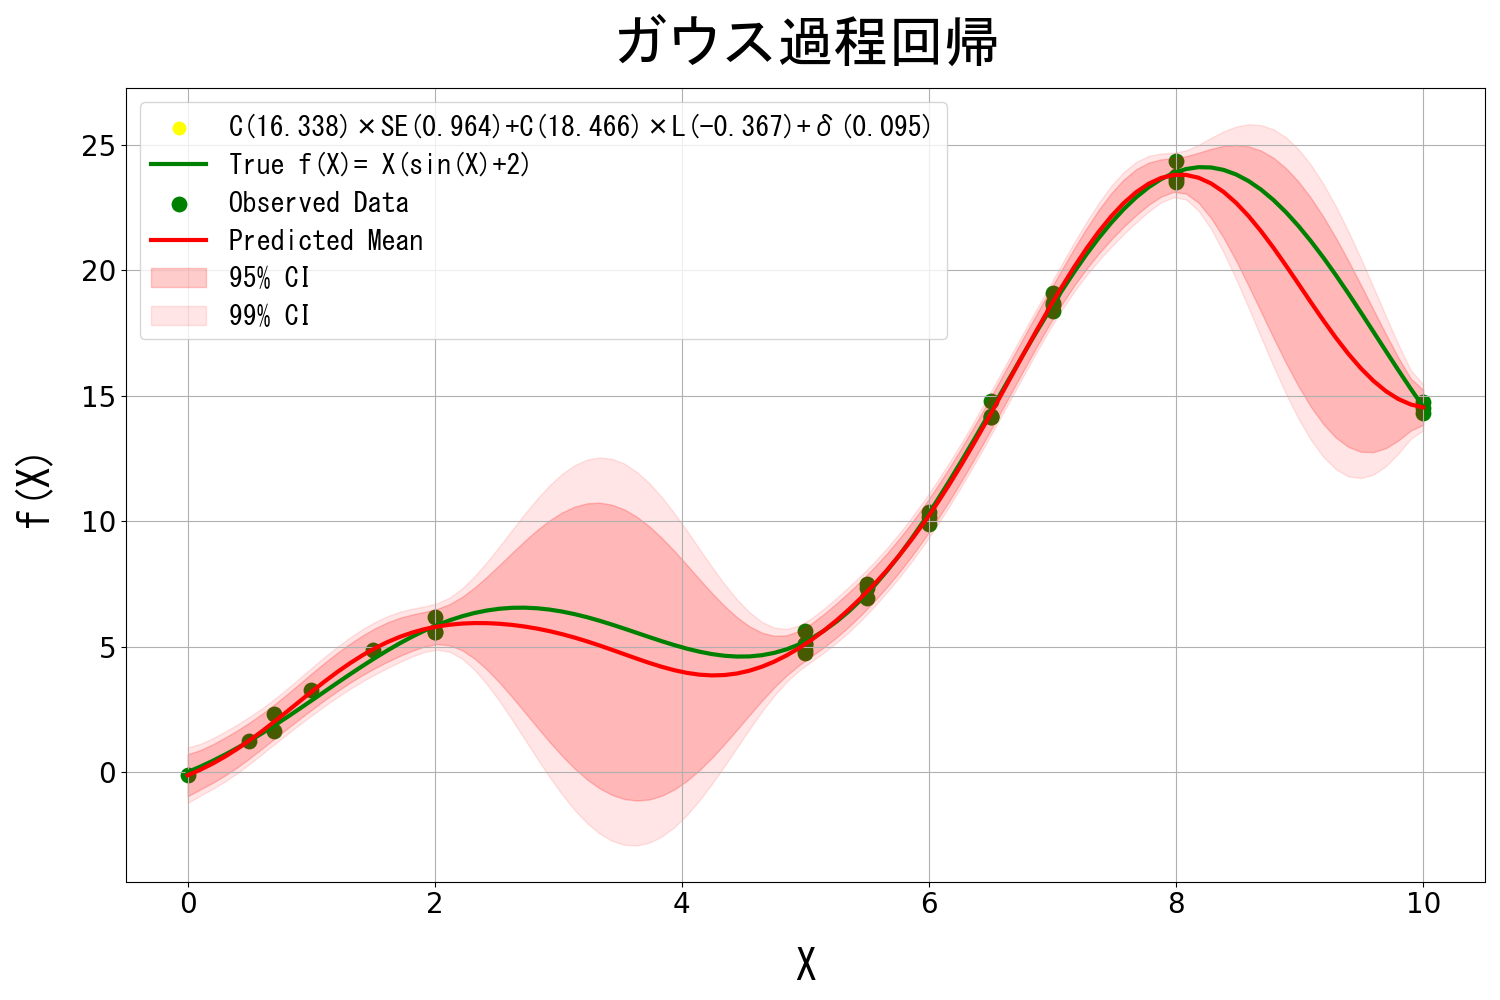 ガウス過程回帰
C(16.338)×SE(0.964)+C(18.466)×L(-0.367)+δ(0.095)
True f(X)= X(sin(X)+2)
Observed Data
Predicted Mean
95% CI
99% CI
25
20
15
10
5
0
f(X)
0 2 4 6 8 10
X